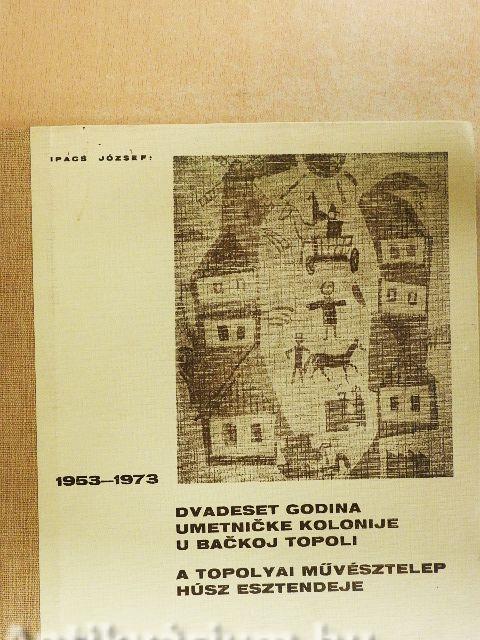 IPACS JÓZSEF:
1953—1973
DVADESET GODINA
UMETNIČKE KOLONIJE
U BAČKOJ TOPOLI
A TOPOLYAI MŰVÉSZTELEP
HÚSZ ESZTENDEJE